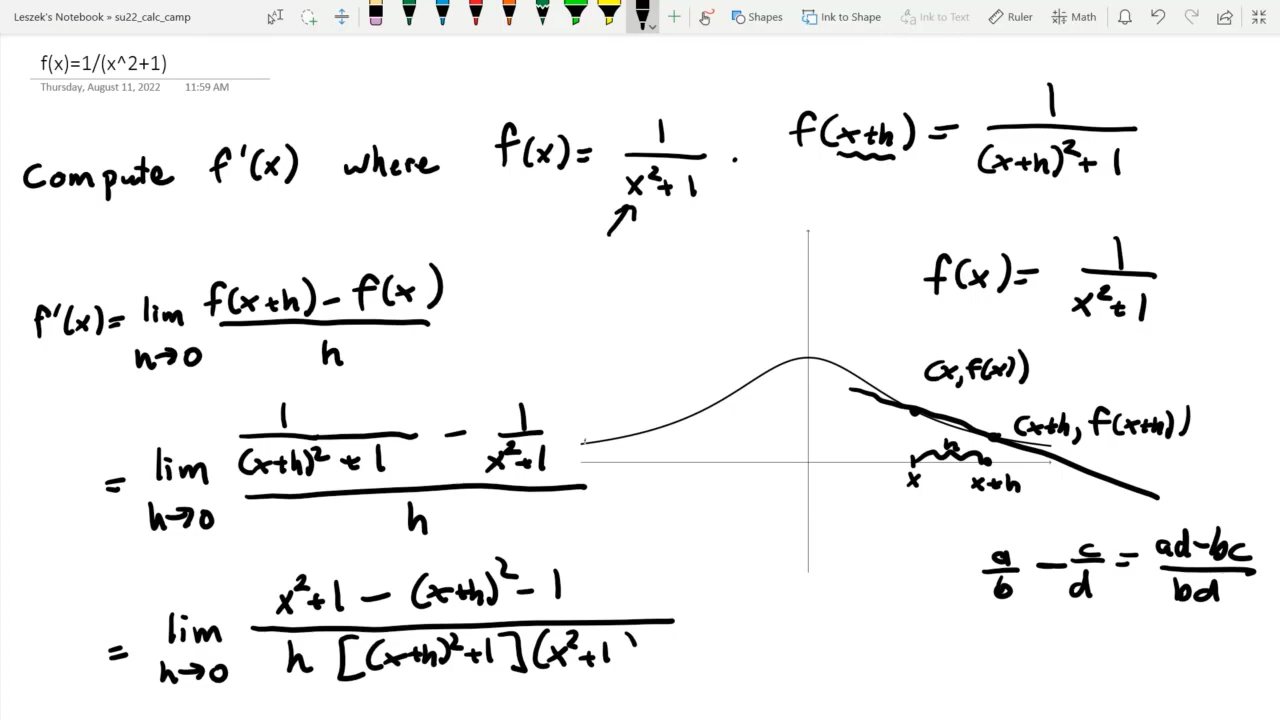 Leszek's Notebook » su22_calc_camp
Shapes Ink to Shape Ink to Text Ruler Math
f(x)=1/(x^2+1)
Thursday, August 11, 2022 11:59 AM
Compute f'(x) where f(x)= 1/(x²+1) . f(x+h) = 1/((x+h)²+1)
f(x)= 1/(x²+1)
f'(x)= lim h→0 (f(x+h)-f(x))/h
(x,f(x))
(x+h, f(x+h))
h
x x+h
= lim h→0 (1/((x+h)²+1) - 1/(x²+1))/h
a/b - c/d = (ad-bc)/(bd)
= lim h→0 (x²+1 - (x+h)²-1)/(h [(x+h)²+1](x²+1)